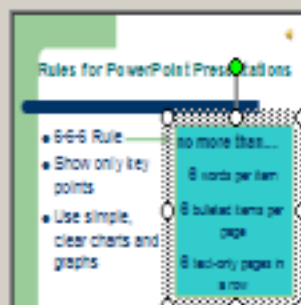 Rules for PowerPoint Presentations
6-6-6 Rule
Show only key
points
Use simple,
clear charts and
graphs
no more than...
6 words per item
6 bulleted items per
page
6 text-only pages in
a row